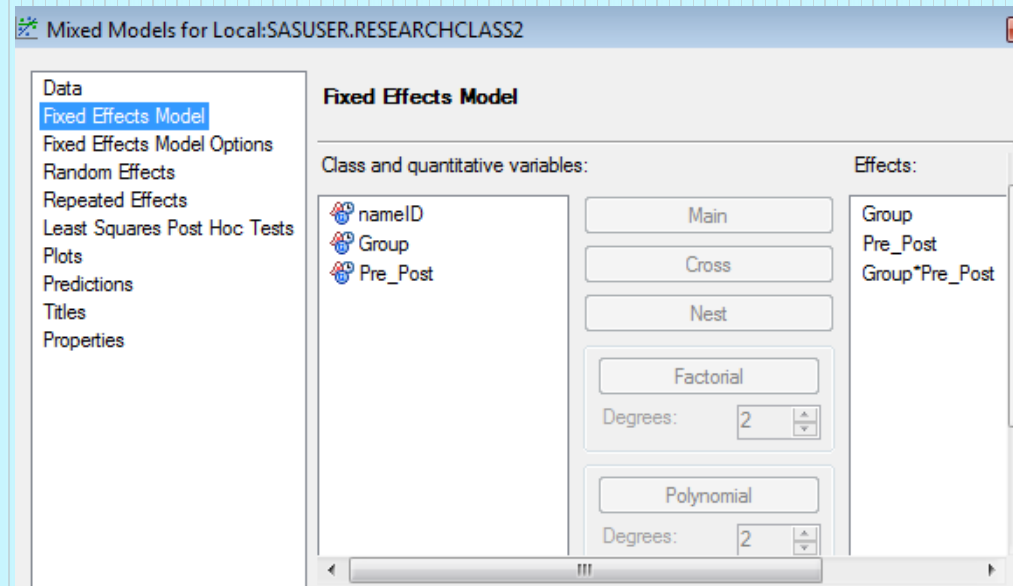 Mixed Models for Local:SASUSER.RESEARCHCLASS2
Data
Fixed Effects Model
Fixed Effects Model Options
Random Effects
Repeated Effects
Least Squares Post Hoc Tests
Plots
Predictions
Titles
Properties
Fixed Effects Model
Class and quantitative variables:
nameID
Group
Pre_Post
Main
Cross
Nest
Factorial
Degrees: 2
Polynomial
Degrees: 2
Effects:
Group
Pre_Post
Group*Pre_Post